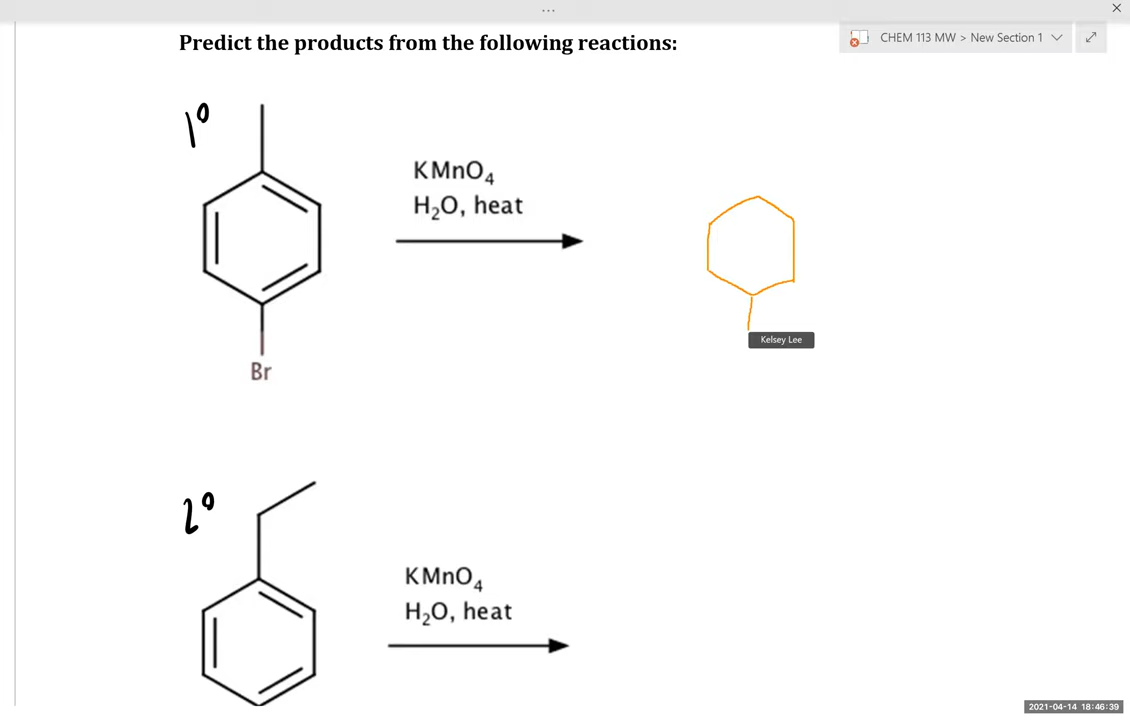 ...
CHEM 113 MW > New Section 1
Predict the products from the following reactions:
1°
KMnO₄
H₂O, heat
Kelsey Lee
Br
2°
KMnO₄
H₂O, heat
2021-04-14 18:46:39